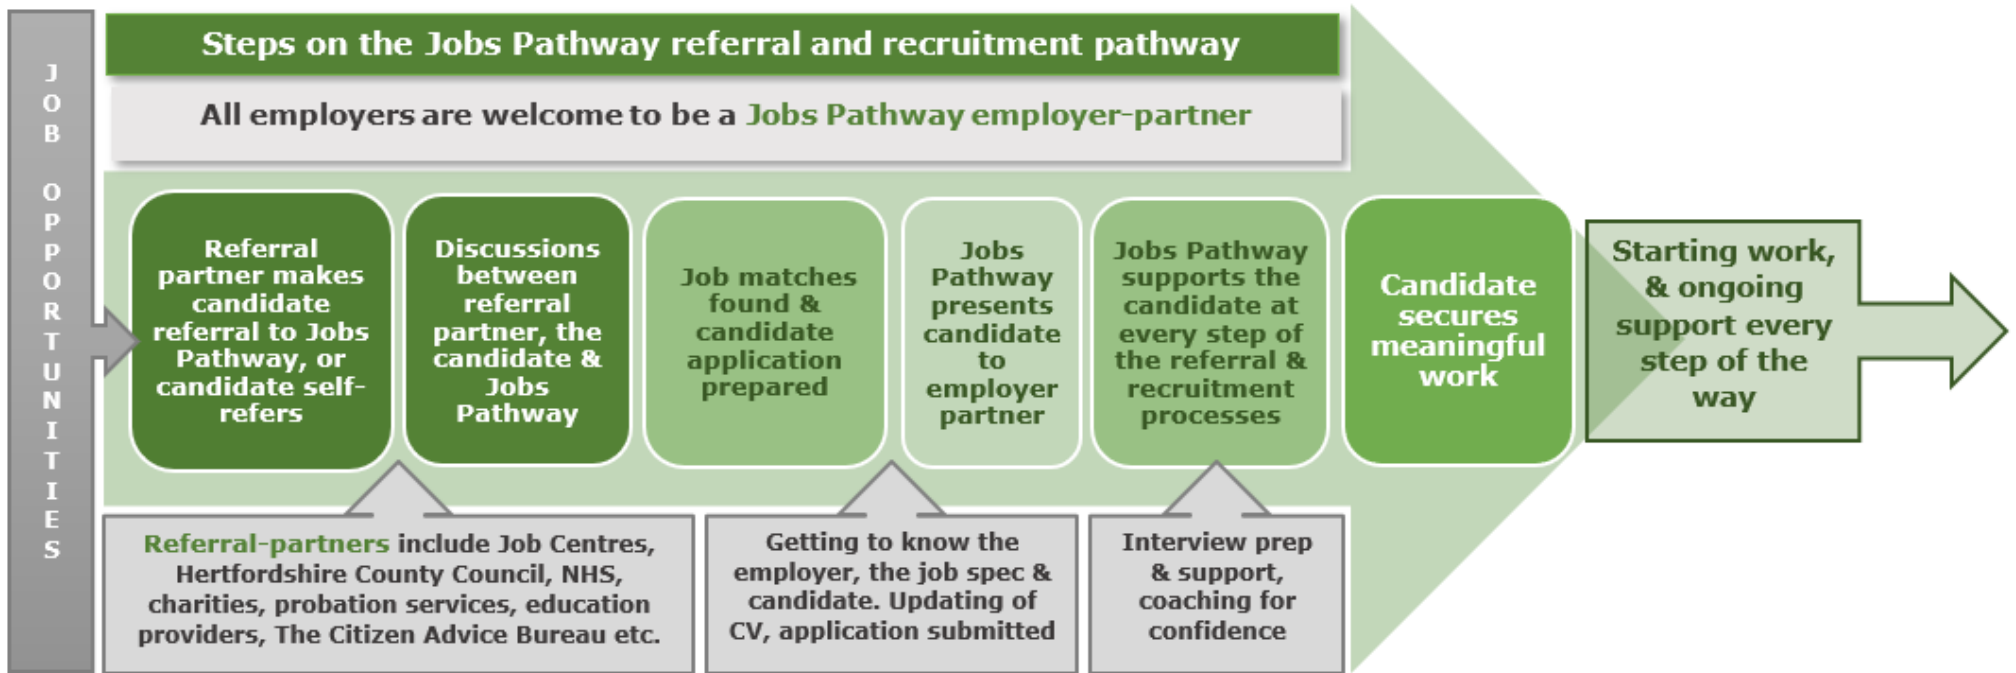 JOB OPPORTUNITIES
Steps on the Jobs Pathway referral and recruitment pathway
All employers are welcome to be a Jobs Pathway employer-partner
Referral
partner makes
candidate
referral to Jobs
Pathway, or
candidate self-
refers
Discussions
between
referral
partner, the
candidate &
Jobs
Pathway
Job matches
found &
candidate
application
prepared
Jobs
Pathway
presents
candidate
to
employer
partner
Jobs Pathway
supports the
candidate at
every step of
the referral &
recruitment
processes
Candidate
secures
meaningful
work
Starting work,
& ongoing
support every
step of the
way
Referral-partners include Job Centres,
Hertfordshire County Council, NHS,
charities, probation services, education
providers, The Citizen Advice Bureau etc.
Getting to know the
employer, the job spec &
candidate. Updating of
CV, application submitted
Interview prep
& support,
coaching for
confidence